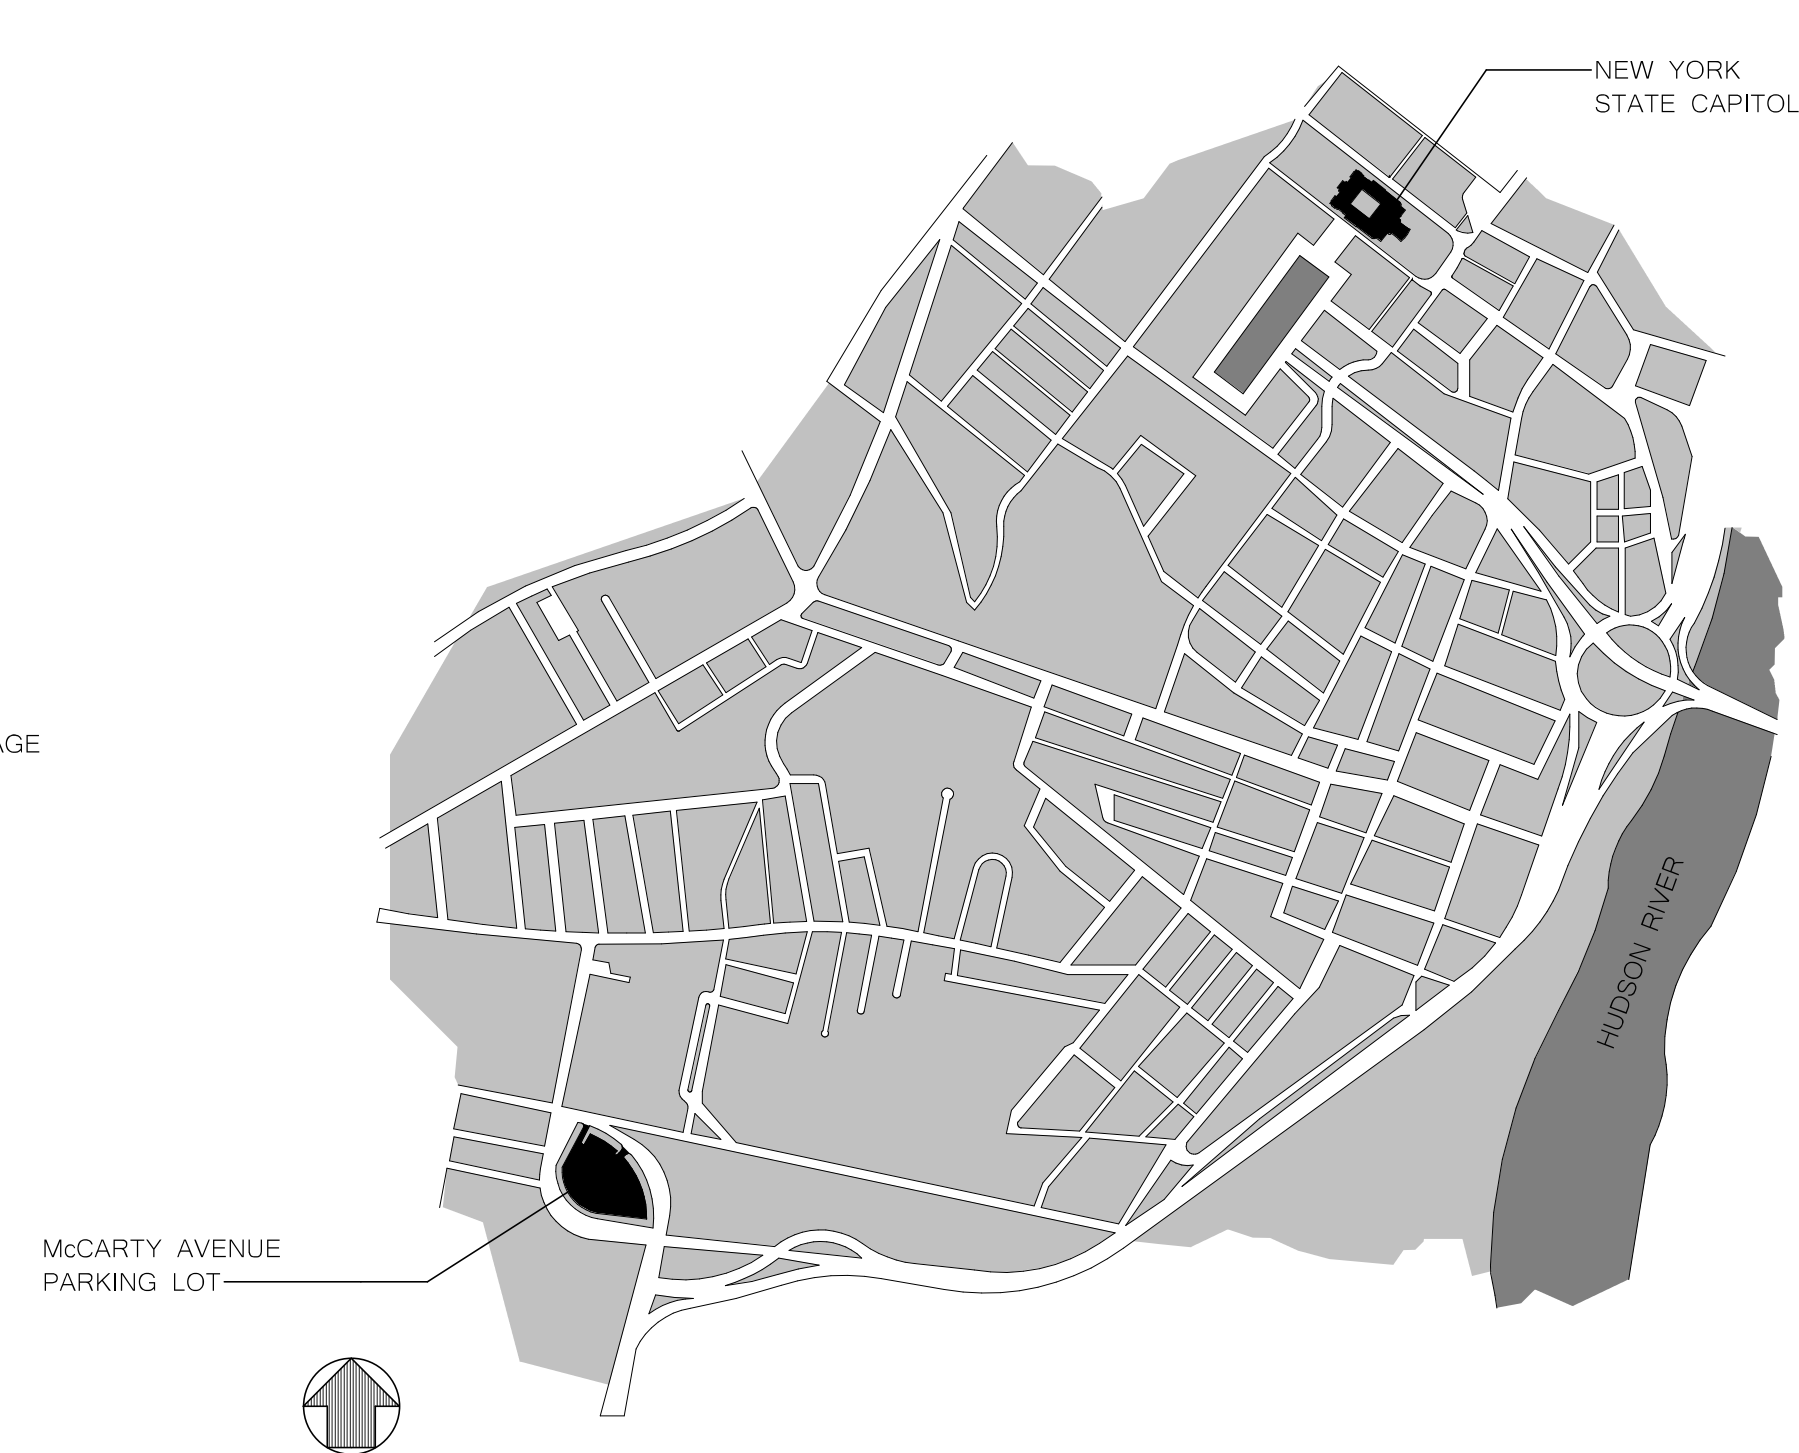 NEW YORK
STATE CAPITOL
HUDSON RIVER
McCARTY AVENUE
PARKING LOT